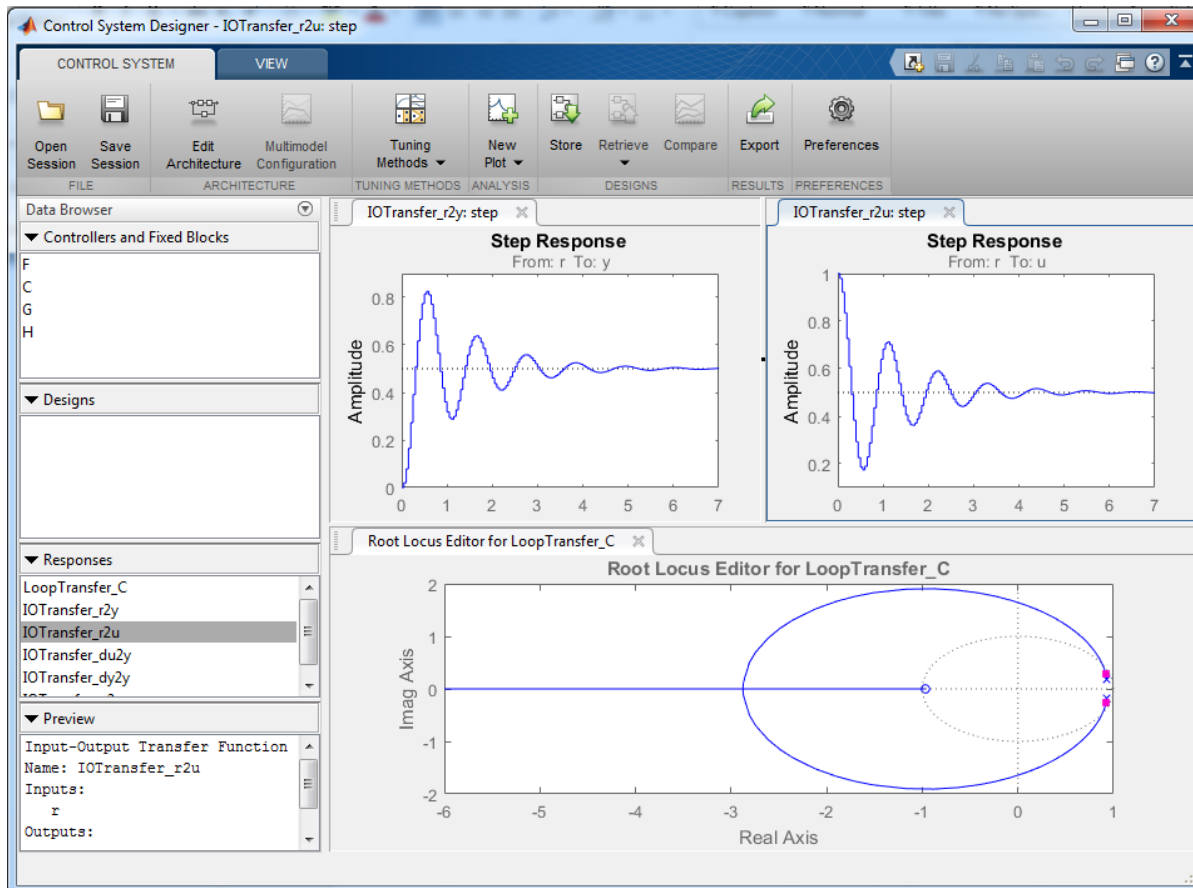 Control System Designer - IOTransfer_r2u: step
CONTROL SYSTEM
VIEW
Open Session
Save Session
Edit Architecture
Multimodel Configuration
Tuning Methods
New Plot
Store
Retrieve
Compare
Export
Preferences
FILE
ARCHITECTURE
TUNING METHODS
ANALYSIS
DESIGNS
RESULTS
PREFERENCES
Data Browser
Controllers and Fixed Blocks
F
C
G
H
Designs
Responses
LoopTransfer_C
IOTransfer_r2y
IOTransfer_r2u
IOTransfer_du2y
IOTransfer_dy2y
Preview
Input-Output Transfer Function
Name: IOTransfer_r2u
Inputs:
r
Outputs:
IOTransfer_r2y: step
Step Response
From: r To: y
Amplitude
0.8
0.6
0.4
0.2
0
0 1 2 3 4 5 6 7
IOTransfer_r2u: step
Step Response
From: r To: u
Amplitude
1
0.8
0.6
0.4
0.2
0 1 2 3 4 5 6 7
Root Locus Editor for LoopTransfer_C
Root Locus Editor for LoopTransfer_C
Imag Axis
2
1
0
-1
-2
-6 -5 -4 -3 -2 -1 0 1
Real Axis